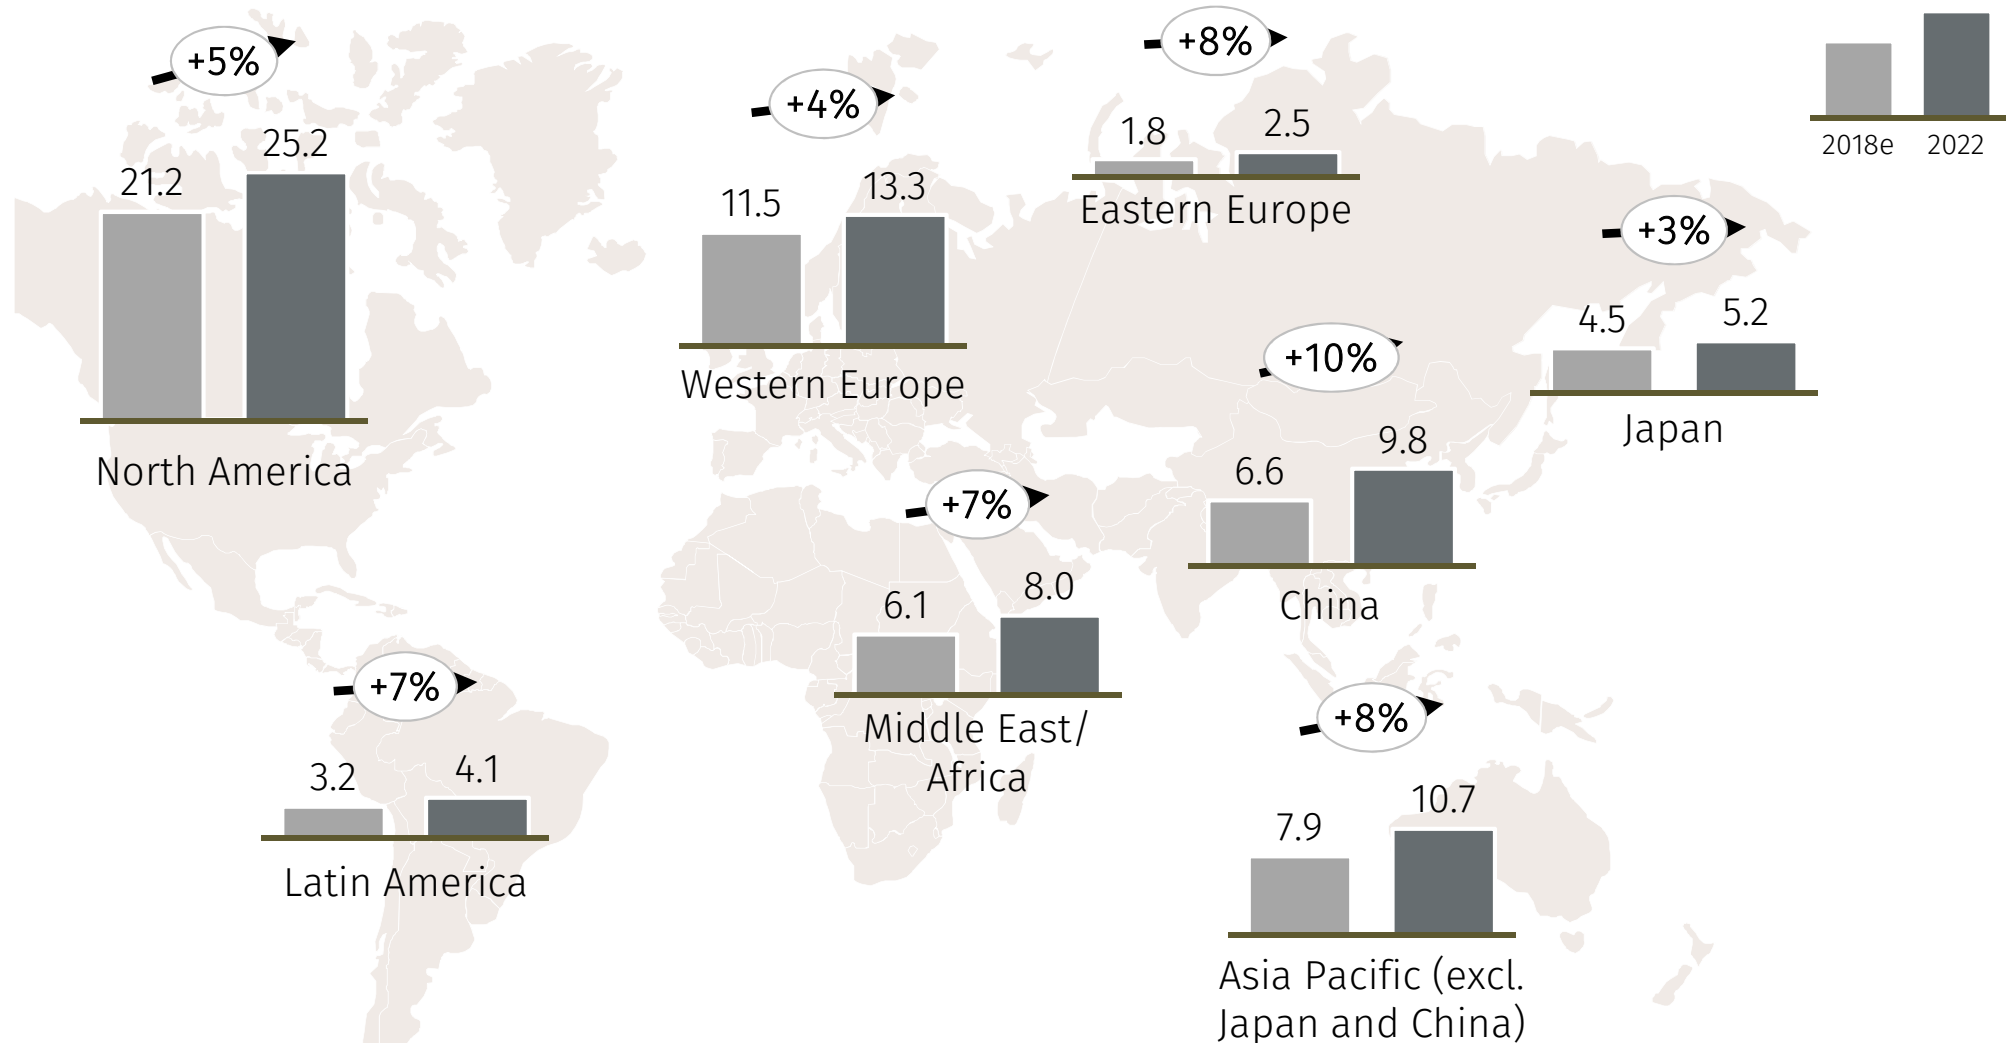 +5%
21.2
25.2
North America
+4%
11.5
13.3
Western Europe
+8%
1.8
2.5
Eastern Europe
2018e
2022
+3%
4.5
5.2
Japan
+10%
6.6
9.8
China
+7%
6.1
8.0
Middle East/
Africa
+7%
3.2
4.1
Latin America
+8%
7.9
10.7
Asia Pacific (excl.
Japan and China)